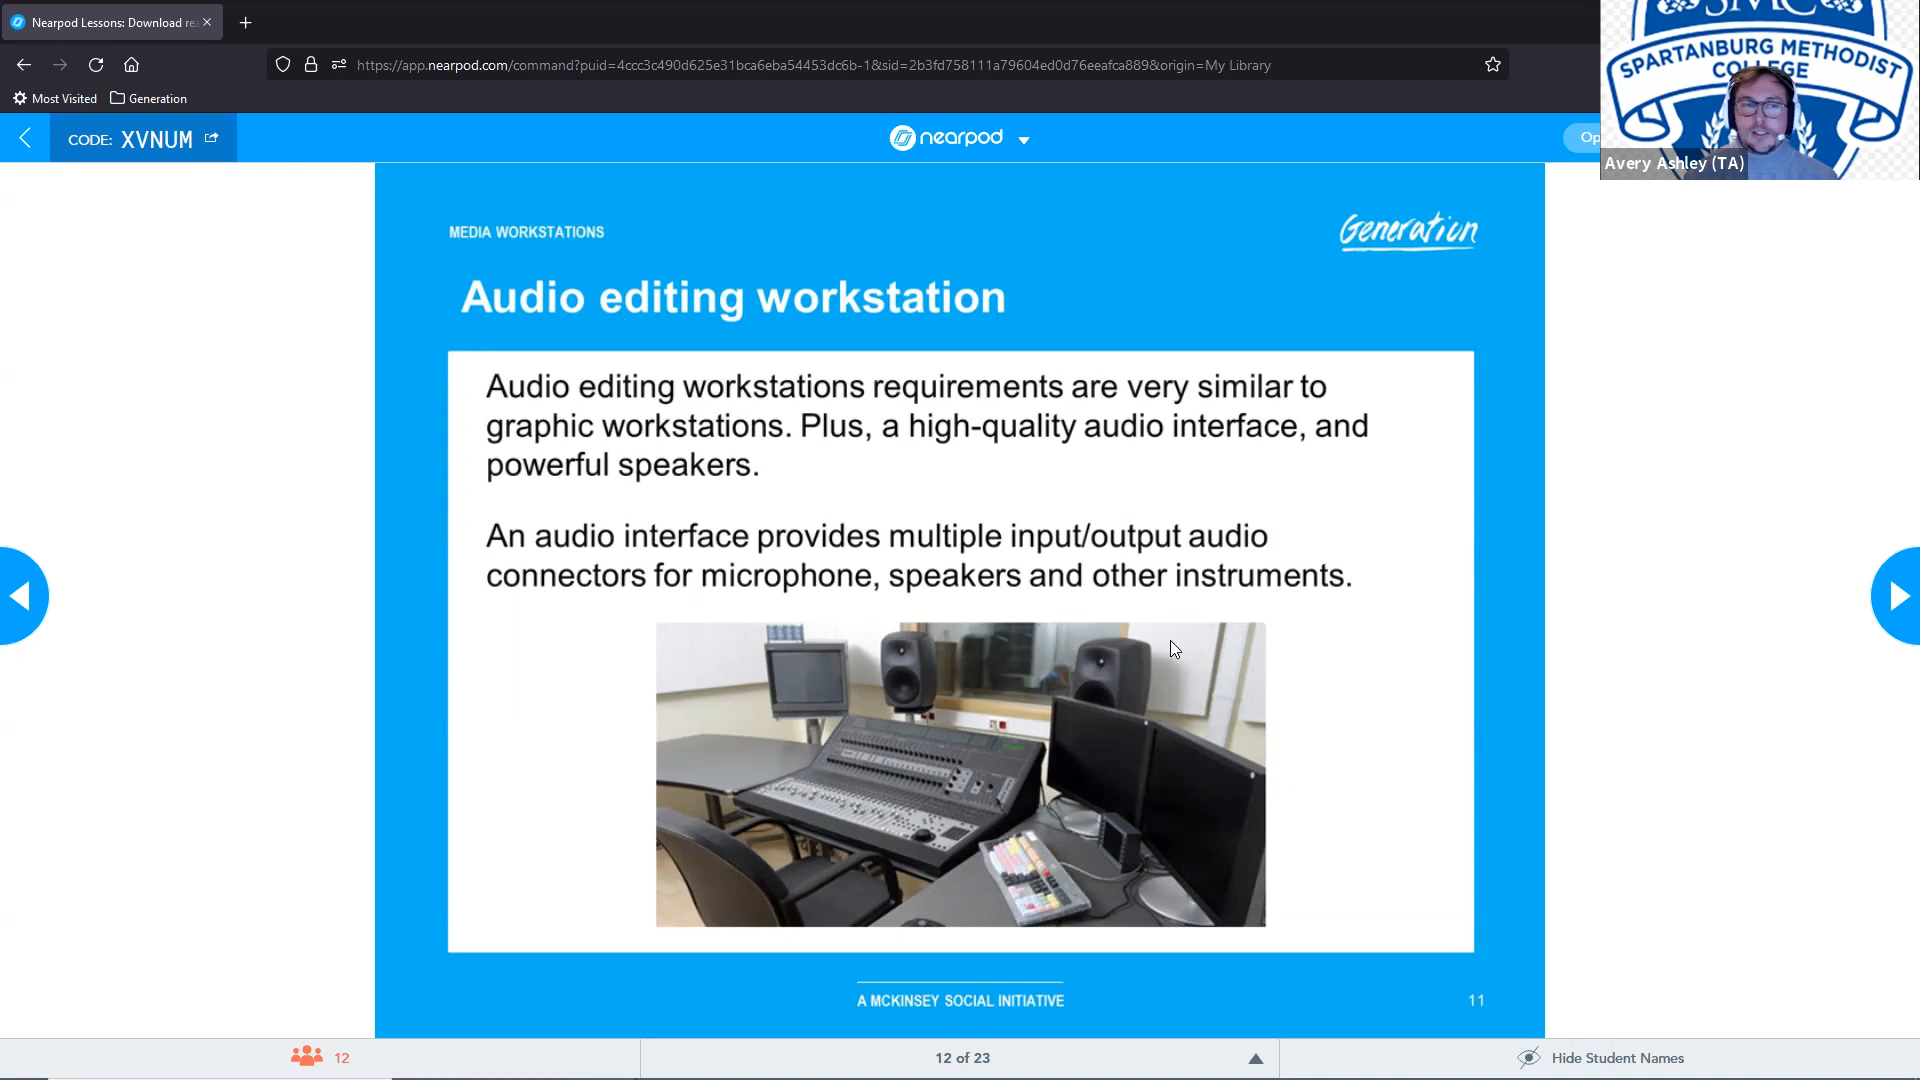 Nearpod Lessons: Download re
https://app.nearpod.com/command?puid=4ccc3c490d625e31bca6eba54453dc6b-1&sid=2b3fd758111a79604ed0d76eeafca889&origin=My Library
Most Visited
Generation
SMC
SPARTANBURG METHODIST
COLLEGE
Avery Ashley (TA)
CODE: XVNUM
nearpod
Op
MEDIA WORKSTATIONS
Generation
Audio editing workstation
Audio editing workstations requirements are very similar to
graphic workstations. Plus, a high-quality audio interface, and
powerful speakers.
An audio interface provides multiple input/output audio
connectors for microphone, speakers and other instruments.
A MCKINSEY SOCIAL INITIATIVE
11
12
12 of 23
Hide Student Names